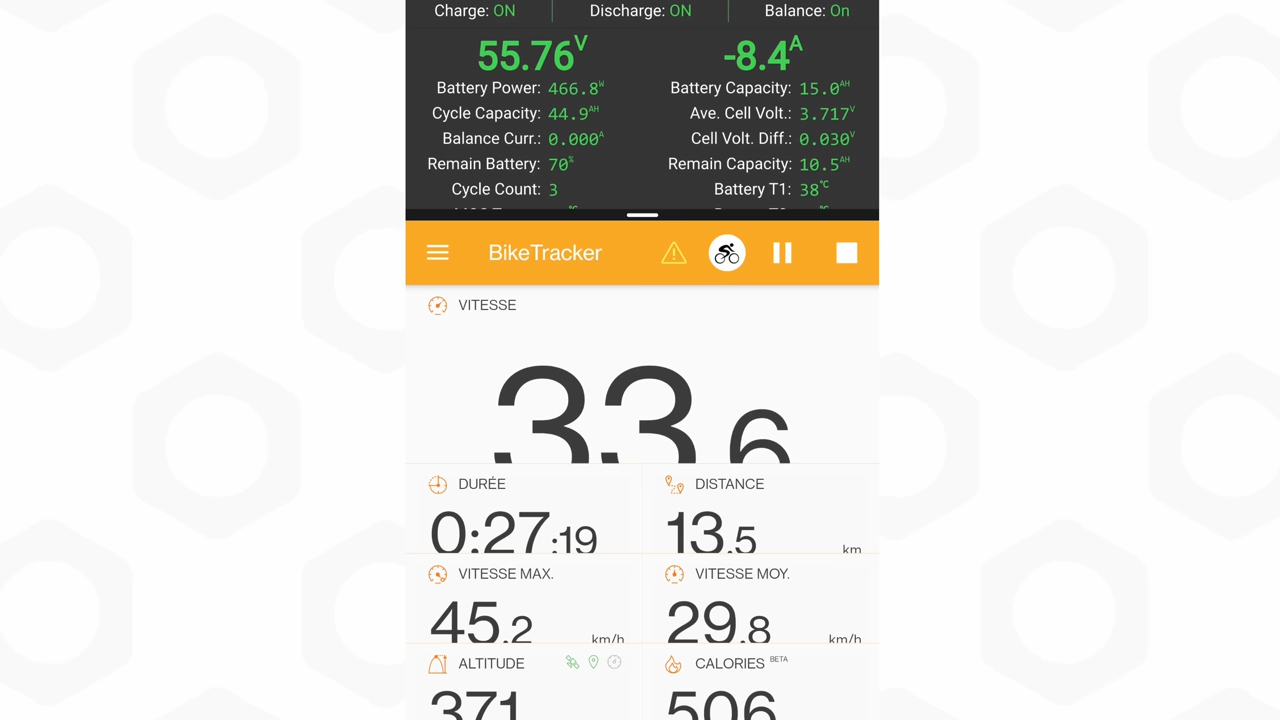 Charge: ON Discharge: ON Balance: On
55.76V -8.4A
Battery Power: 466.8W Battery Capacity: 15.0AH
Cycle Capacity: 44.9AH Ave. Cell Volt.: 3.717V
Balance Curr.: 0.000A Cell Volt. Diff.: 0.030V
Remain Battery: 70% Remain Capacity: 10.5AH
Cycle Count: 3 Battery T1: 38°C
BikeTracker
VITESSE
33.6
DURÉE DISTANCE
0:27:19 13.5 km
VITESSE MAX. VITESSE MOY.
45.2 km/h 29.8 km/h
ALTITUDE CALORIES BETA
371 506